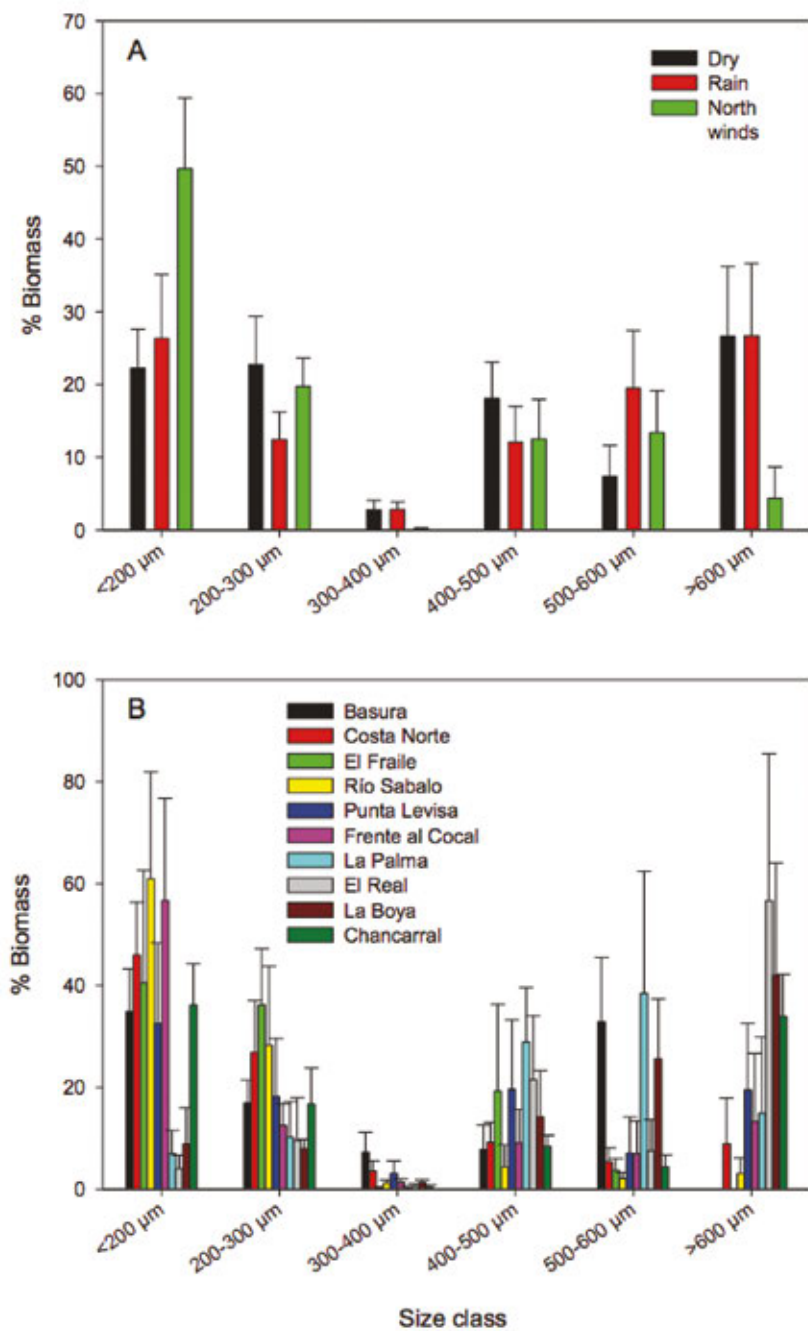 A
Dry
Rain
North
winds
70
60
50
40
30
20
10
0
% Biomass
<200 µm
200-300 µm
300-400 µm
400-500 µm
500-600 µm
>600 µm
B
Basura
Costa Norte
El Fraile
Río Sabalo
Punta Levisa
Frente al Cocal
La Palma
El Real
La Boya
Chancarral
100
80
60
40
20
0
% Biomass
<200 µm
200-300 µm
300-400 µm
400-500 µm
500-600 µm
>600 µm
Size class